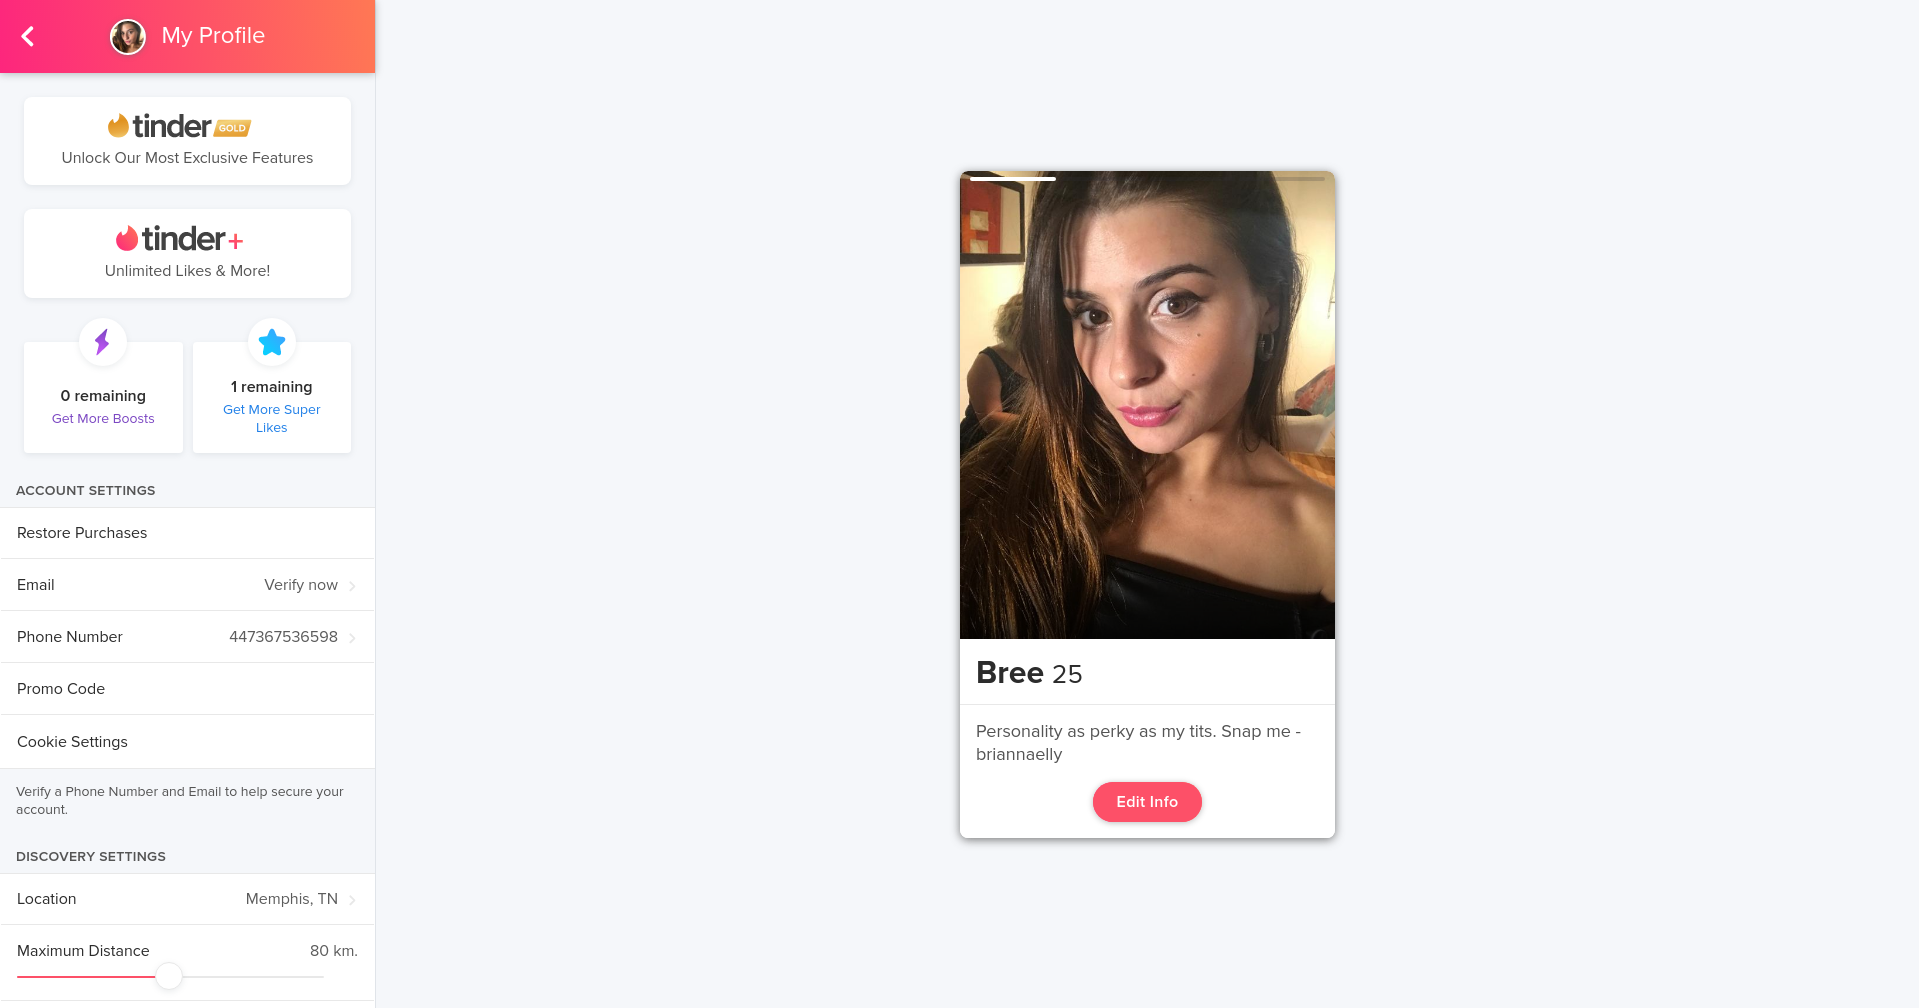 My Profile
tinder GOLD
Unlock Our Most Exclusive Features
tinder+
Unlimited Likes & More!
0 remaining
Get More Boosts
1 remaining
Get More Super
Likes
ACCOUNT SETTINGS
Restore Purchases
Email Verify now
Phone Number 447367536598
Promo Code
Cookie Settings
Verify a Phone Number and Email to help secure your
account.
DISCOVERY SETTINGS
Location Memphis, TN
Maximum Distance 80 km.
Bree 25
Personality as perky as my tits. Snap me -
briannaelly
Edit Info